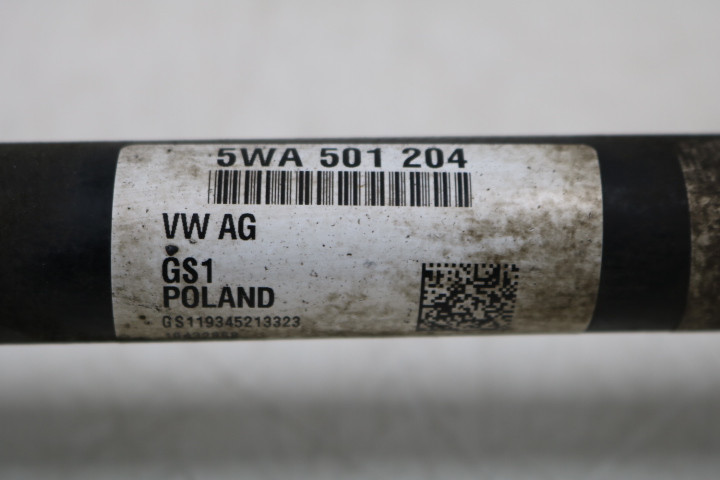 5WA 501 204
VW AG
GS1
POLAND
GS119345213323